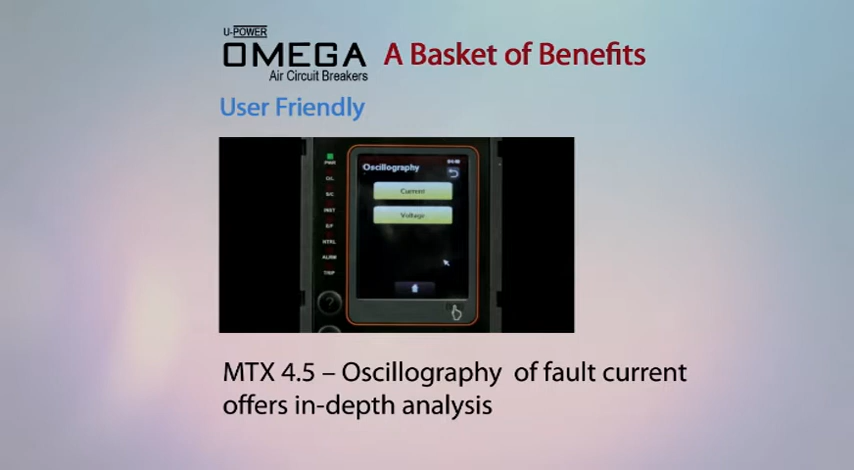 U-POWER
OMEGA
Air Circuit Breakers
A Basket of Benefits
User Friendly
Oscillography
PWR
O/L
S/C
INST
E/F
NTRL
ALRM
TRIP
Current
Voltage
?
MTX 4.5 – Oscillography of fault current
offers in-depth analysis